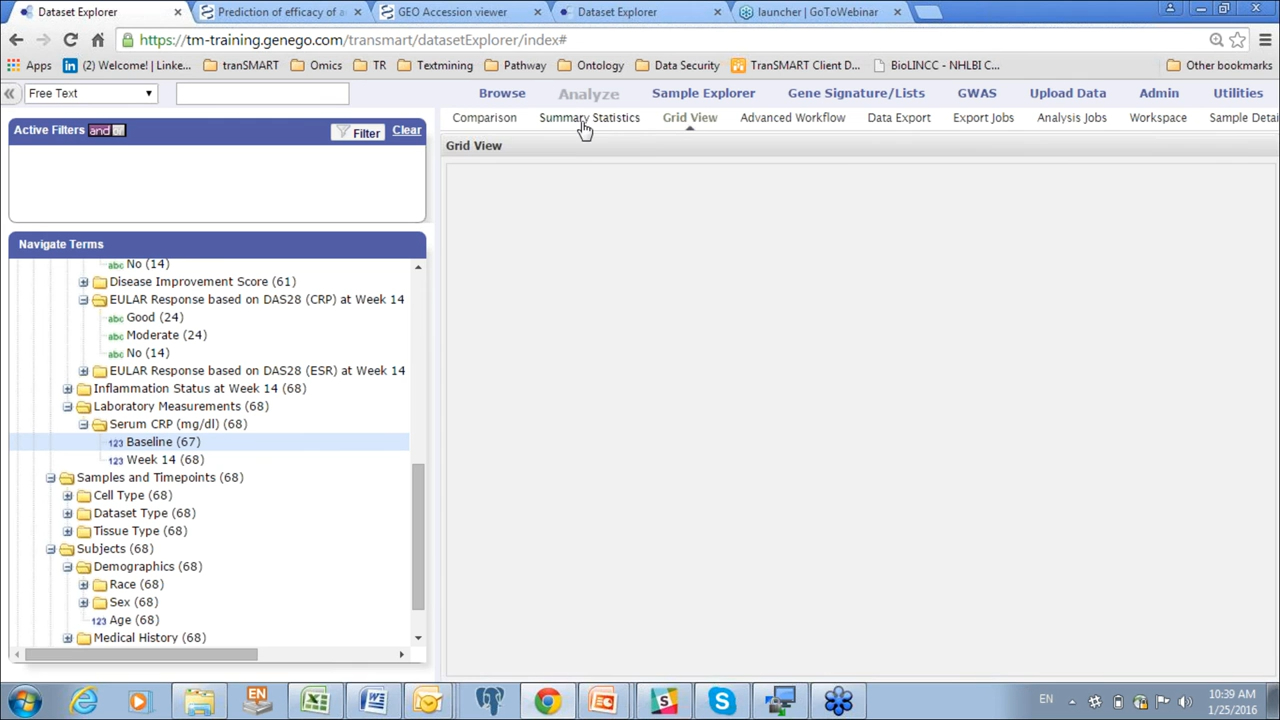 Dataset Explorer
Prediction of efficacy of a
GEO Accession viewer
Dataset Explorer
launcher | GoToWebinar
https://tm-training.genego.com/transmart/datasetExplorer/index#
Apps
(2) Welcome! | Linke...
tranSMART
Omics
TR
Textmining
Pathway
Ontology
Data Security
TranSMART Client D...
BioLINCC - NHLBI C...
Other bookmarks
Free Text
Browse
Analyze
Sample Explorer
Gene Signature/Lists
GWAS
Upload Data
Admin
Utilities
Active Filters and or
Filter
Clear
Comparison
Summary Statistics
Grid View
Advanced Workflow
Data Export
Export Jobs
Analysis Jobs
Workspace
Sample Detai
Grid View
Navigate Terms
abc No (14)
Disease Improvement Score (61)
EULAR Response based on DAS28 (CRP) at Week 14
abc Good (24)
abc Moderate (24)
abc No (14)
EULAR Response based on DAS28 (ESR) at Week 14
Inflammation Status at Week 14 (68)
Laboratory Measurements (68)
Serum CRP (mg/dl) (68)
123 Baseline (67)
123 Week 14 (68)
Samples and Timepoints (68)
Cell Type (68)
Dataset Type (68)
Tissue Type (68)
Subjects (68)
Demographics (68)
Race (68)
Sex (68)
123 Age (68)
Medical History (68)
EN
EN
10:39 AM
1/25/2016